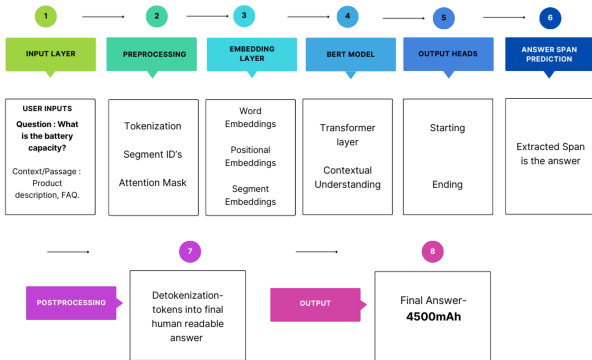 1
2
3
4
5
6
INPUT LAYER
PREPROCESSING
EMBEDDING
LAYER
BERT MODEL
OUTPUT HEADS
ANSWER SPAN
PREDICTION
USER INPUTS
Question : What
is the battery
capacity?
Context/Passage :
Product
description, FAQ.
Tokenization
Segment ID's
Attention Mask
Word
Embeddings
Positional
Embeddings
Segment
Embeddings
Transformer
layer
Contextual
Understanding
Starting
Ending
Extracted Span
is the answer
7
8
POSTPROCESSING
Detokenization-
tokens into final
human readable
answer
OUTPUT
Final Answer-
4500mAh